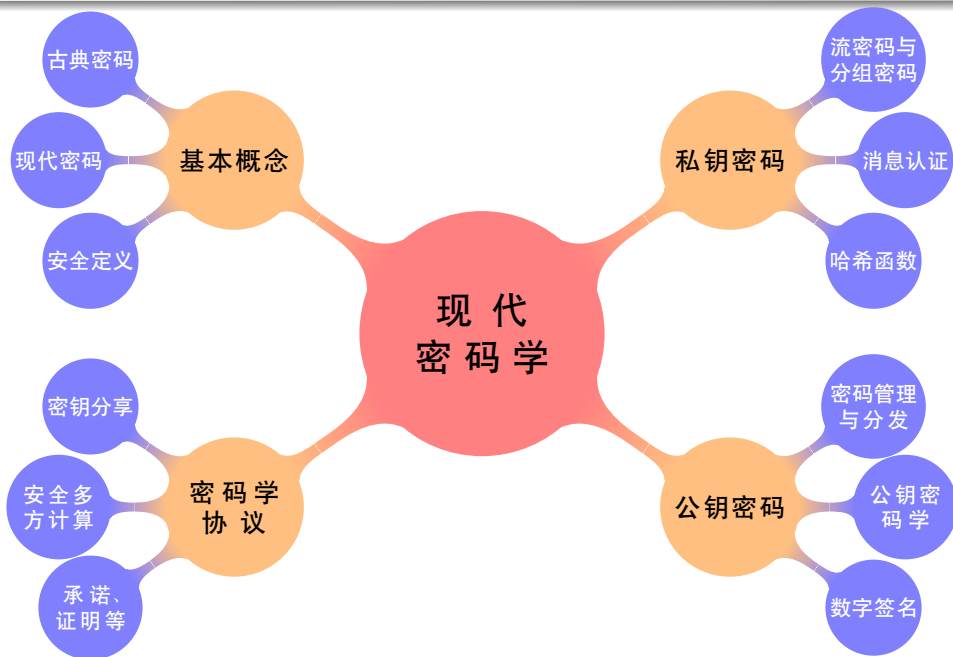 现代
密码学
基本概念
古典密码
现代密码
安全定义
私钥密码
流密码与
分组密码
消息认证
哈希函数
密码学
协议
密钥分享
安全多
方计算
承诺、
证明等
公钥密码
密码管理
与分发
公钥密
码学
数字签名